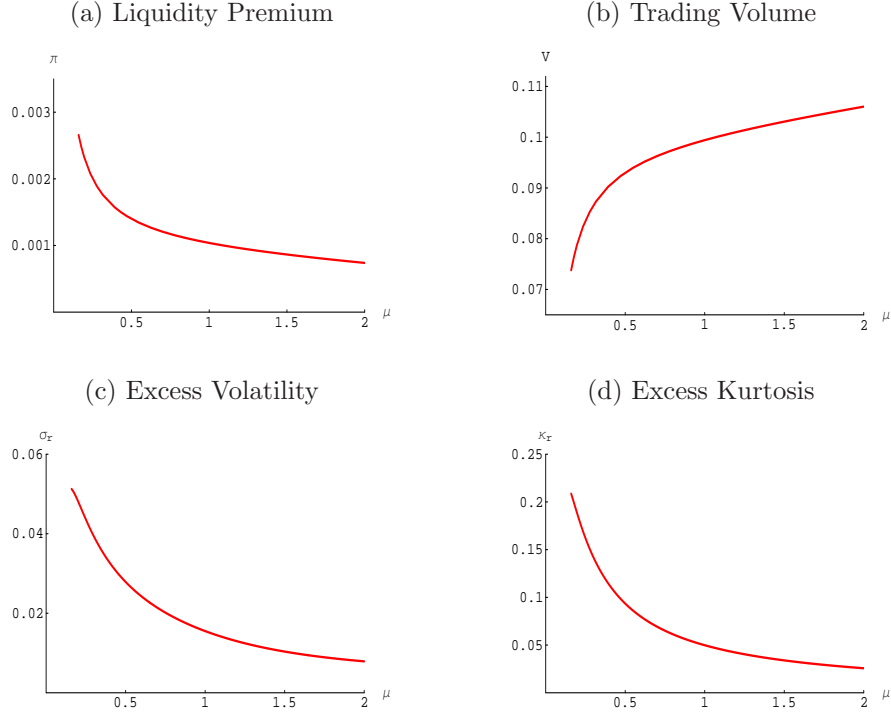 (a) Liquidity Premium
π
0.003
0.002
0.001
0.5 1 1.5 2 μ
(b) Trading Volume
V
0.11
0.1
0.09
0.08
0.07
0.5 1 1.5 2 μ
(c) Excess Volatility
σr
0.06
0.04
0.02
0.5 1 1.5 2 μ
(d) Excess Kurtosis
κr
0.25
0.2
0.15
0.1
0.05
0.5 1 1.5 2 μ